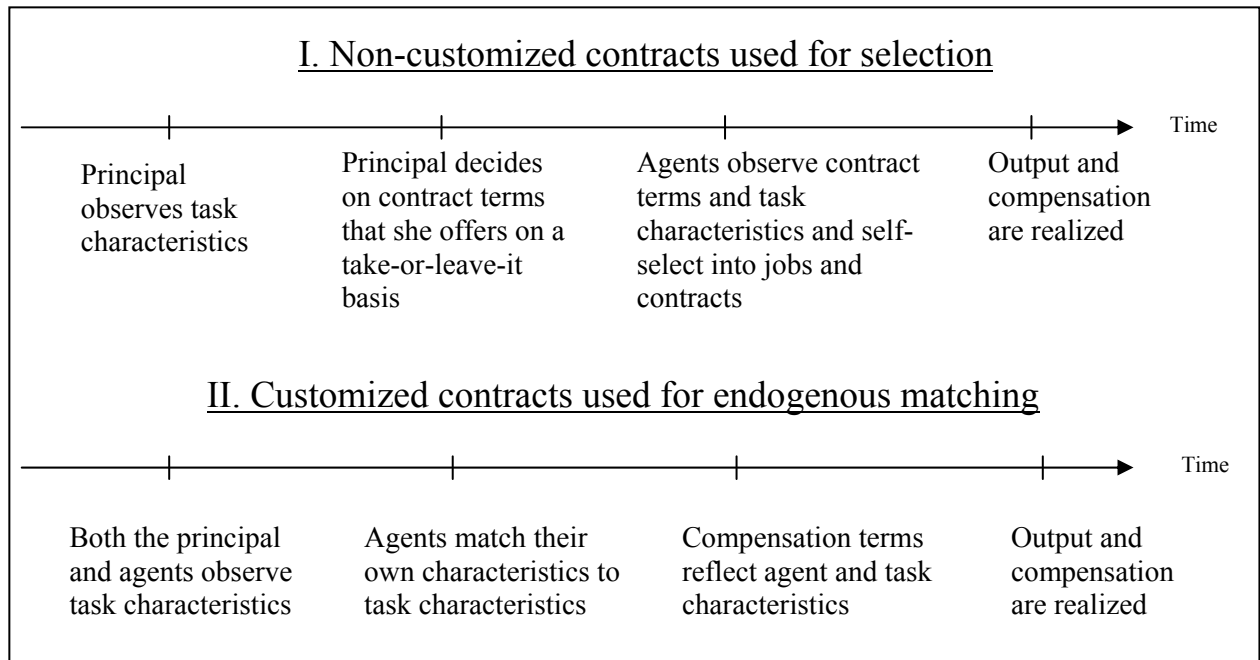 I. Non-customized contracts used for selection
Time
Principal
observes task
characteristics
Principal decides
on contract terms
that she offers on a
take-or-leave-it
basis
Agents observe contract
terms and task
characteristics and self-
select into jobs and
contracts
Output and
compensation
are realized
II. Customized contracts used for endogenous matching
Time
Both the principal
and agents observe
task characteristics
Agents match their
own characteristics to
task characteristics
Compensation terms
reflect agent and task
characteristics
Output and
compensation
are realized